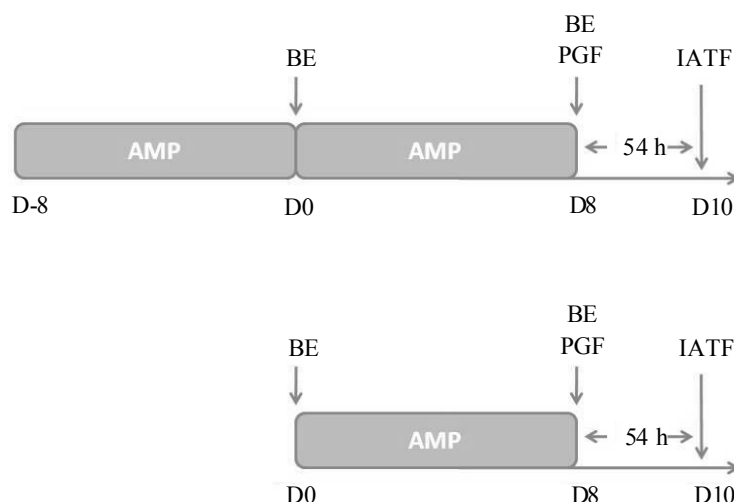 BE
BE
PGF
IATF
AMP
AMP
54 h
D-8
D0
D8
D10
BE
BE
PGF
IATF
AMP
54 h
D0
D8
D10